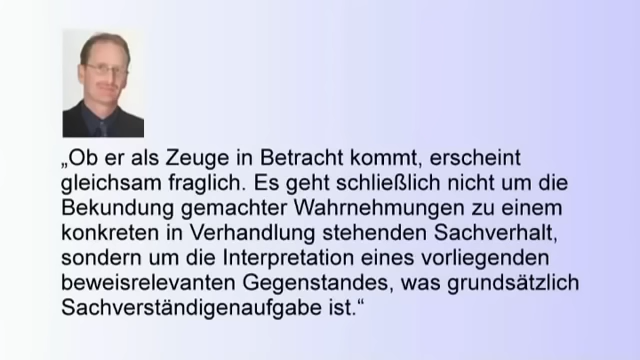 „Ob er als Zeuge in Betracht kommt, erscheint
gleichsam fraglich. Es geht schließlich nicht um die
Bekundung gemachter Wahrnehmungen zu einem
konkreten in Verhandlung stehenden Sachverhalt,
sondern um die Interpretation eines vorliegenden
beweisrelevanten Gegenstandes, was grundsätzlich
Sachverständigenaufgabe ist.“